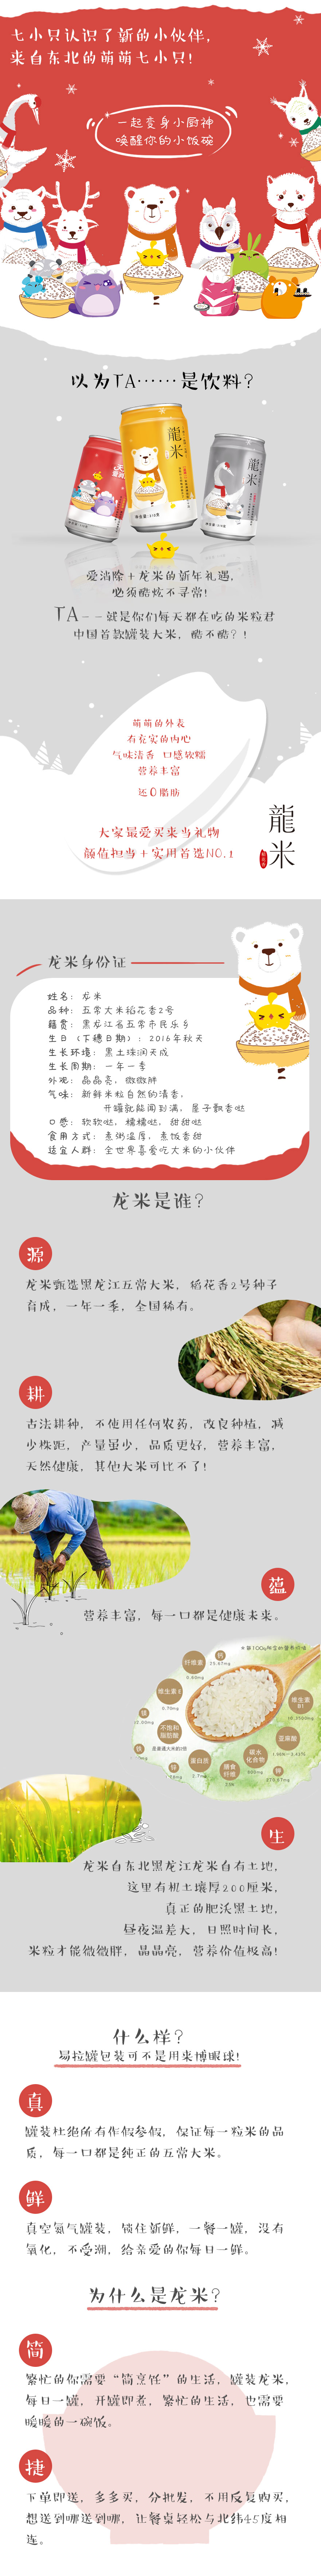 七小只认识了新的小伙伴，
来自东北的萌萌七小只！
一起变身小厨神
唤醒你的小饭碗
以为TA……是饮料？
龍米
龍米
爱消除+龙米的新年礼遇，
必须酷炫不寻常！
TA——就是你们每天都在吃的米粒君
中国首款罐装大米，酷不酷？！
萌萌的外表
有充实的内心
气味清香 口感软糯
营养丰富
还0脂肪
大家最爱买来当礼物
颜值担当+实用首选NO.1
龍米
龙米身份证
姓名：龙米
品种：五常大米稻花香2号
籍贯：黑龙江省五常市民乐乡
生日（下穗日期）：2016年秋天
生长环境：黑土珠润天成
生长周期：一年一季
外观：晶晶亮，微微胖
气味：新鲜米粒自然的清香，
开罐就能闻到满，屋子飘香哒
口感：软软哒，糯糯哒，甜甜哒
食用方式：煮粥温厚，煮饭香甜
适宜人群：全世界喜爱吃大米的小伙伴
龙米是谁？
源
龙米甄选黑龙江五常大米，稻花香2号种子
育成，一年一季，全国稀有。
耕
古法耕种，不使用任何农药，改良种植，减
少株距，产量虽少，品质更好，营养丰富，
天然健康，其他大米可比不了！
蕴
营养丰富，每一口都是健康未来。
*每100g所含的营养价值
钙
纤维素
维生素E
0.70mg
维生素
B1
镁
不饱和
脂肪酸
亚麻酸
铁
碳水
化合物
蛋白质
膳食
纤维
锌
钾
生
龙米自东北黑龙江龙米自有土地，
这里有机土壤厚200厘米，
真正的肥沃黑土地，
昼夜温差大，日照时间长，
米粒才能微微胖，晶晶亮，营养价值极高！
什么样？
易拉罐包装可不是用来博眼球！
真
罐装杜绝所有作假参假，保证每一粒米的品
质，每一口都是纯正的五常大米。
鲜
真空氮气罐装，锁住新鲜，一餐一罐，没有
氧化，不受潮，给亲爱的你每日一鲜。
为什么是龙米？
简
繁忙的你需要“简烹饪”的生活，罐装龙米，
每日一罐，开罐即煮，繁忙的生活，也需要
暖暖的一碗饭。
捷
下单即送，多多买，分批发，不用反复购买，
想送到哪送到哪，让餐桌轻松与北纬45度相
连。